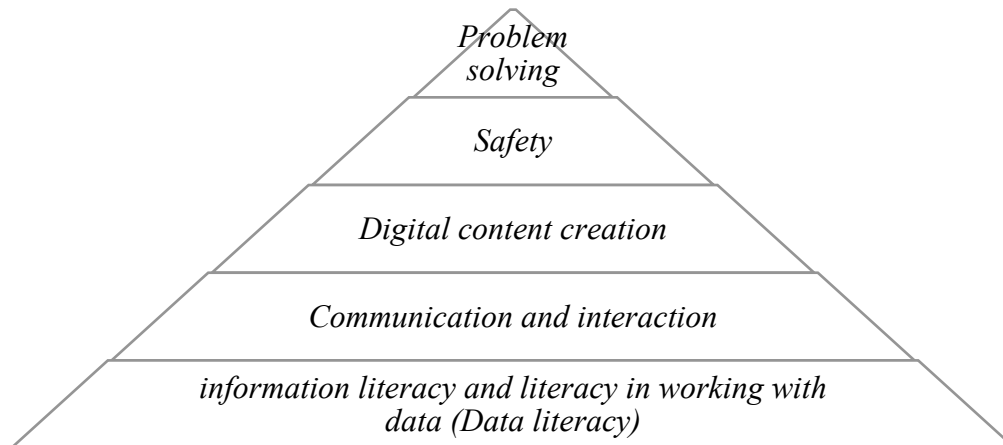 Problem
solving
Safety
Digital content creation
Communication and interaction
information literacy and literacy in working with
data (Data literacy)